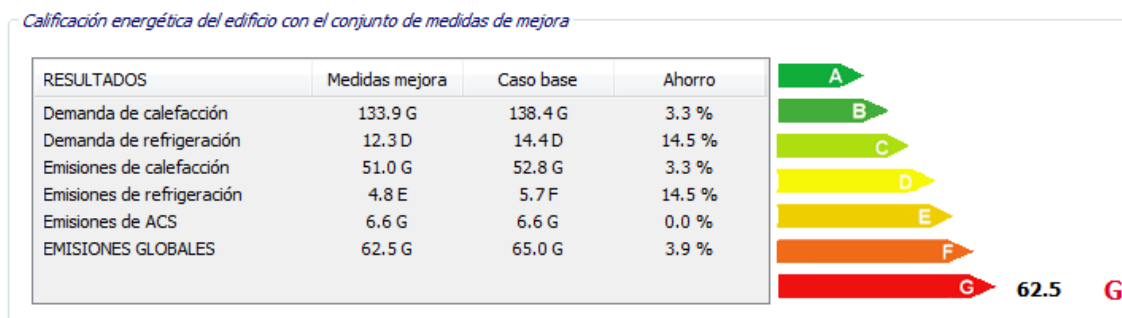 Calificación energética del edificio con el conjunto de medidas de mejora
RESULTADOS Medidas mejora Caso base Ahorro
Demanda de calefacción 133.9 G 138.4 G 3.3 %
Demanda de refrigeración 12.3 D 14.4 D 14.5 %
Emisiones de calefacción 51.0 G 52.8 G 3.3 %
Emisiones de refrigeración 4.8 E 5.7 F 14.5 %
Emisiones de ACS 6.6 G 6.6 G 0.0 %
EMISIONES GLOBALES 62.5 G 65.0 G 3.9 %
A
B
C
D
E
F
G 62.5 G